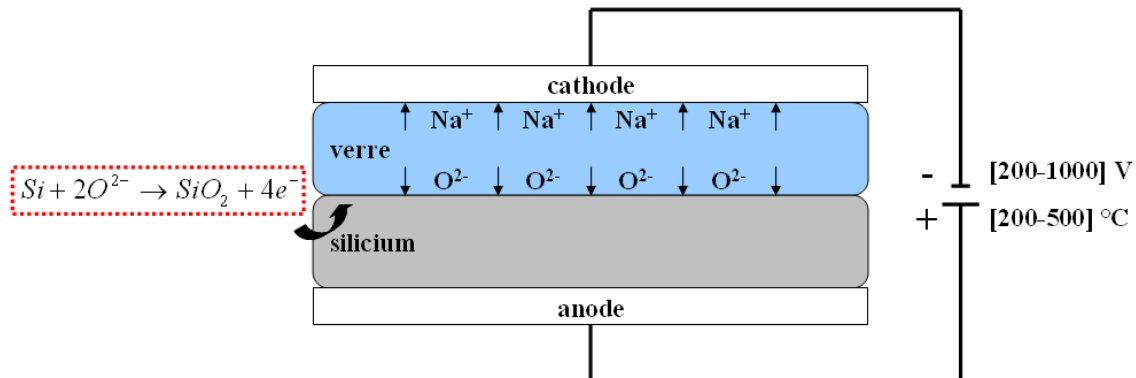 cathode
Na⁺ Na⁺ Na⁺ Na⁺
verre
O²⁻ O²⁻ O²⁻ O²⁻
Si + 2O²⁻ → SiO₂ + 4e⁻
silicium
anode
- [200-1000] V
+ [200-500] °C